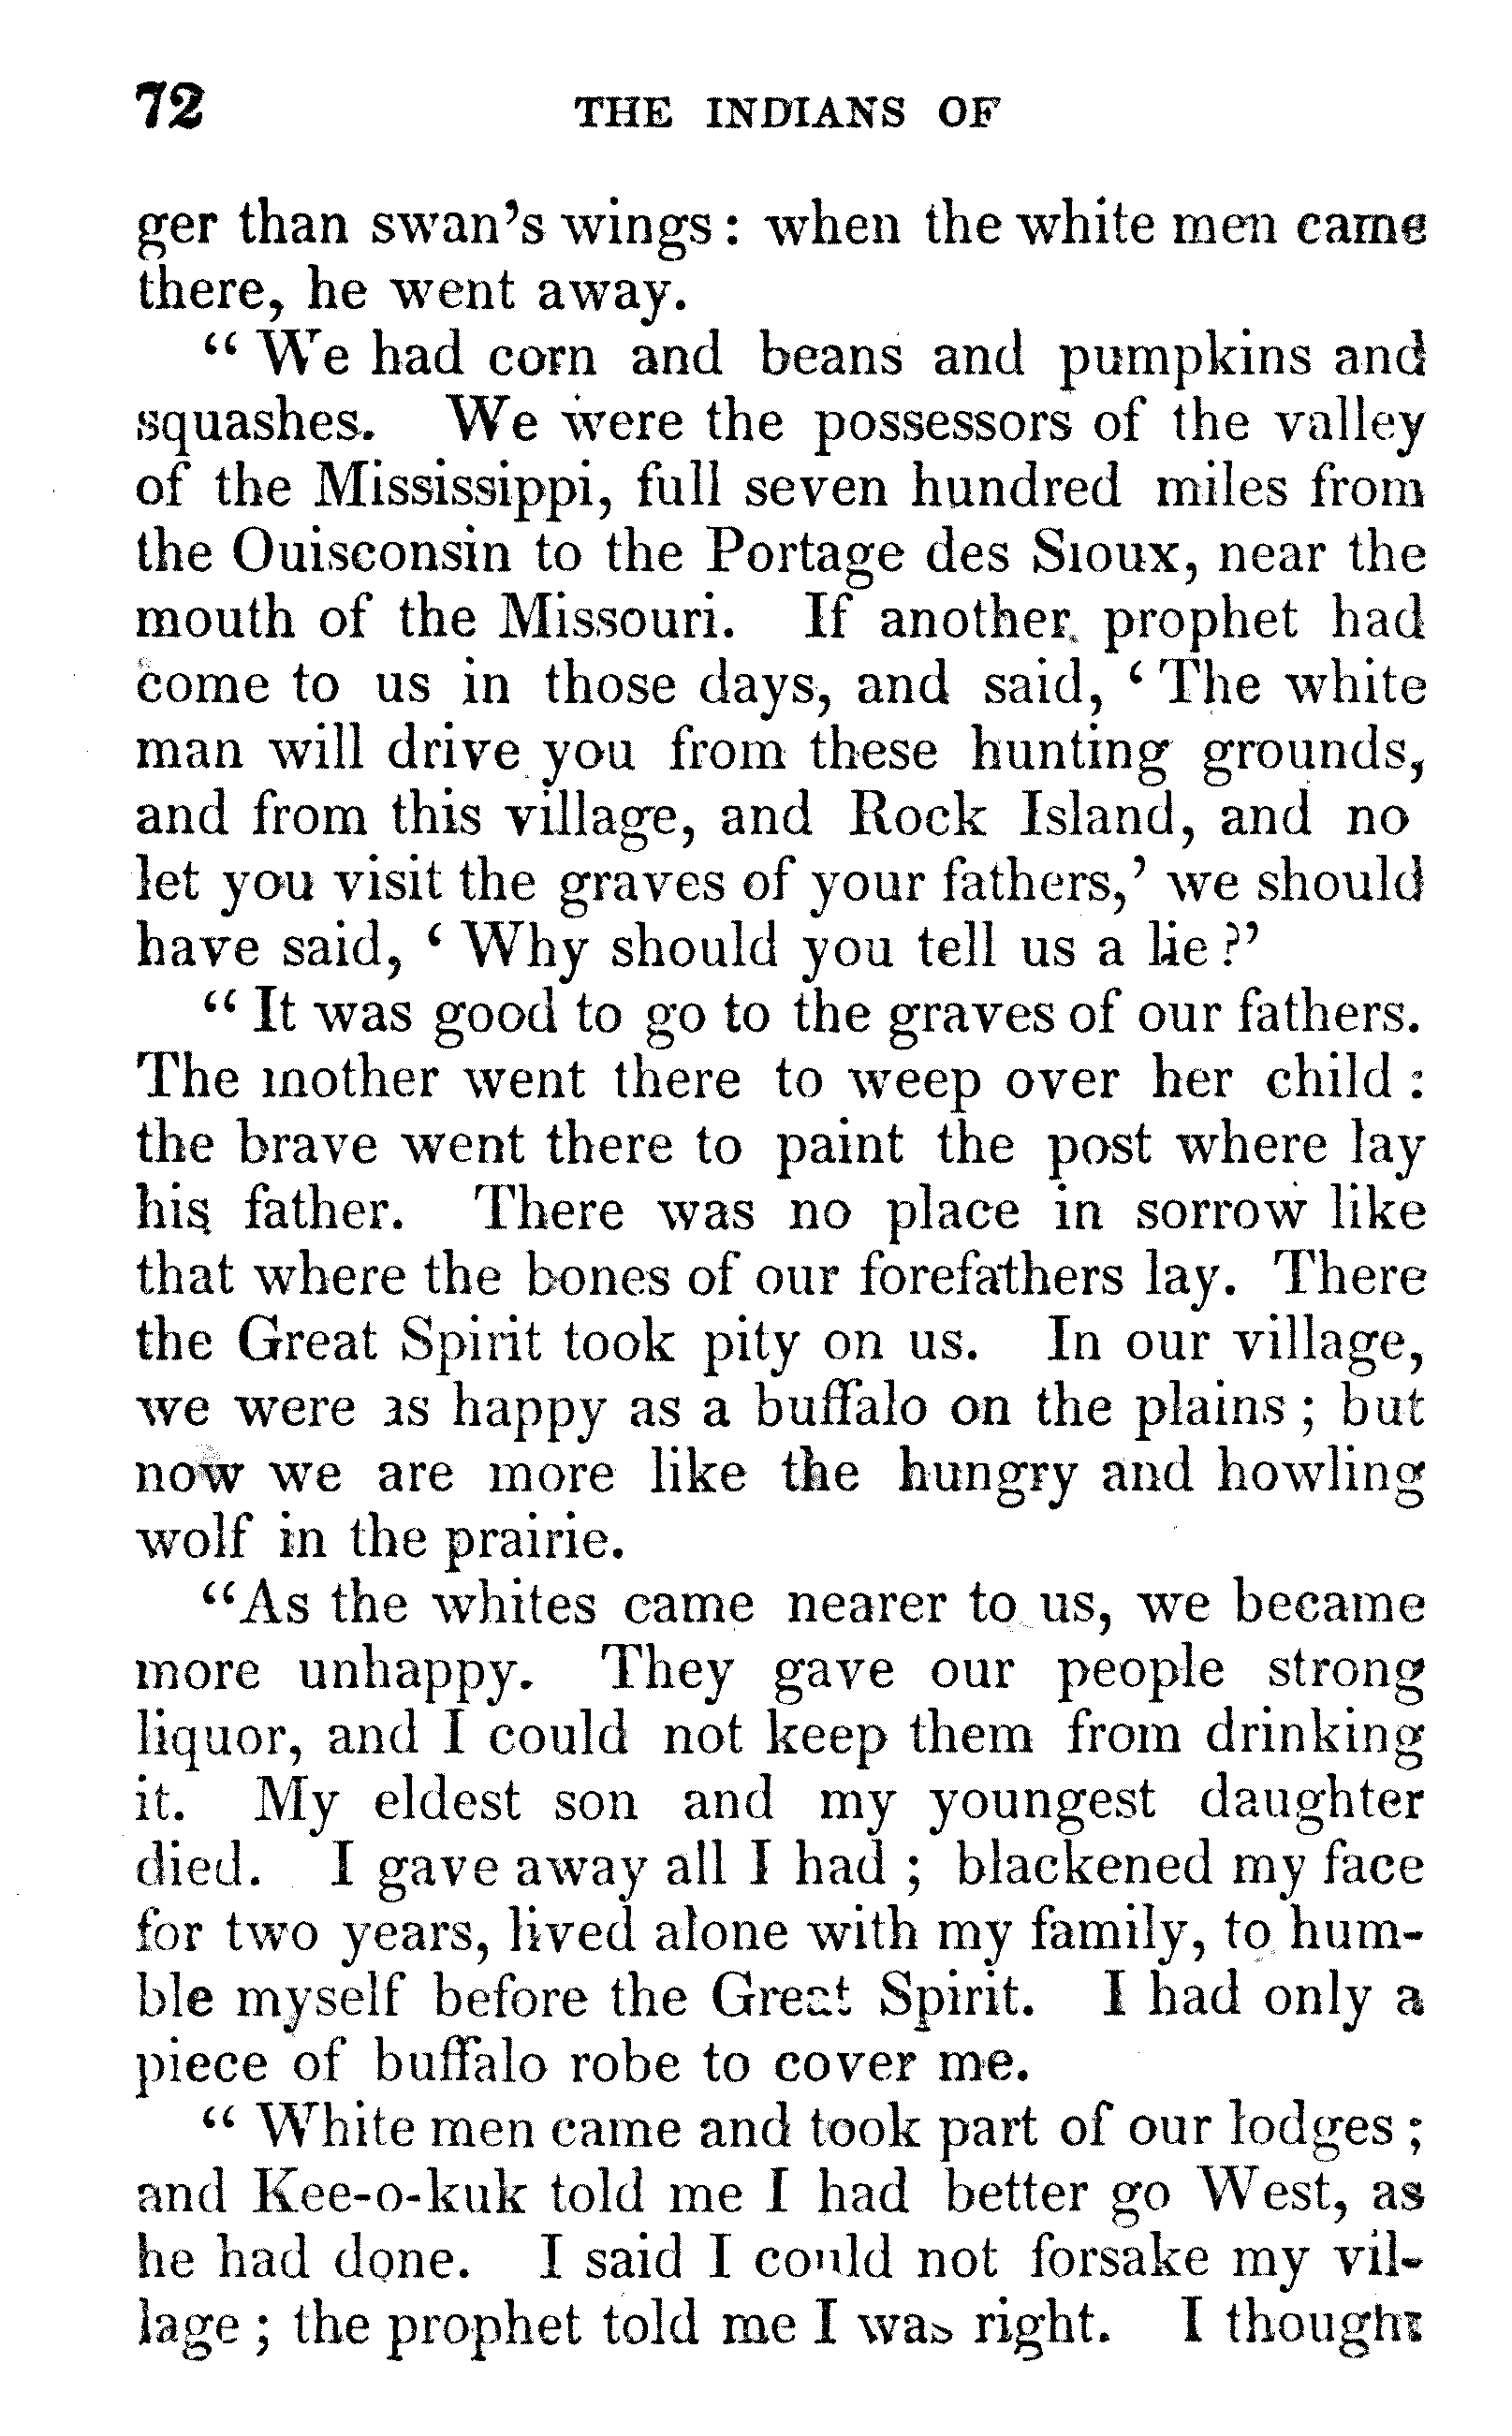 72 THE INDIANS OF
ger than swan's wings: when the white men came
there, he went away.
" We had corn and beans and pumpkins and
squashes. We were the possessors of the valley
of the Mississippi, full seven hundred miles from
the Ouisconsin to the Portage des Sioux, near the
mouth of the Missouri. If another prophet had
come to us in those days, and said, ' The white
man will drive you from these hunting grounds,
and from this village, and Rock Island, and no
let you visit the graves of your fathers,' we should
have said, ' Why should you tell us a lie ?'
" It was good to go to the graves of our fathers.
The mother went there to weep over her child :
the brave went there to paint the post where lay
his father. There was no place in sorrow like
that where the bones of our forefathers lay. There
the Great Spirit took pity on us. In our village,
we were as happy as a buffalo on the plains ; but
now we are more like the hungry and howling
wolf in the prairie.
"As the whites came nearer to us, we became
more unhappy. They gave our people strong
liquor, and I could not keep them from drinking
it. My eldest son and my youngest daughter
died. I gave away all I had ; blackened my face
for two years, lived alone with my family, to hum-
ble myself before the Great Spirit. I had only a
piece of buffalo robe to cover me.
" White men came and took part of our lodges ;
and Kee-o-kuk told me I had better go West, as
he had done. I said I could not forsake my vil-
lage ; the prophet told me I was right. I thought